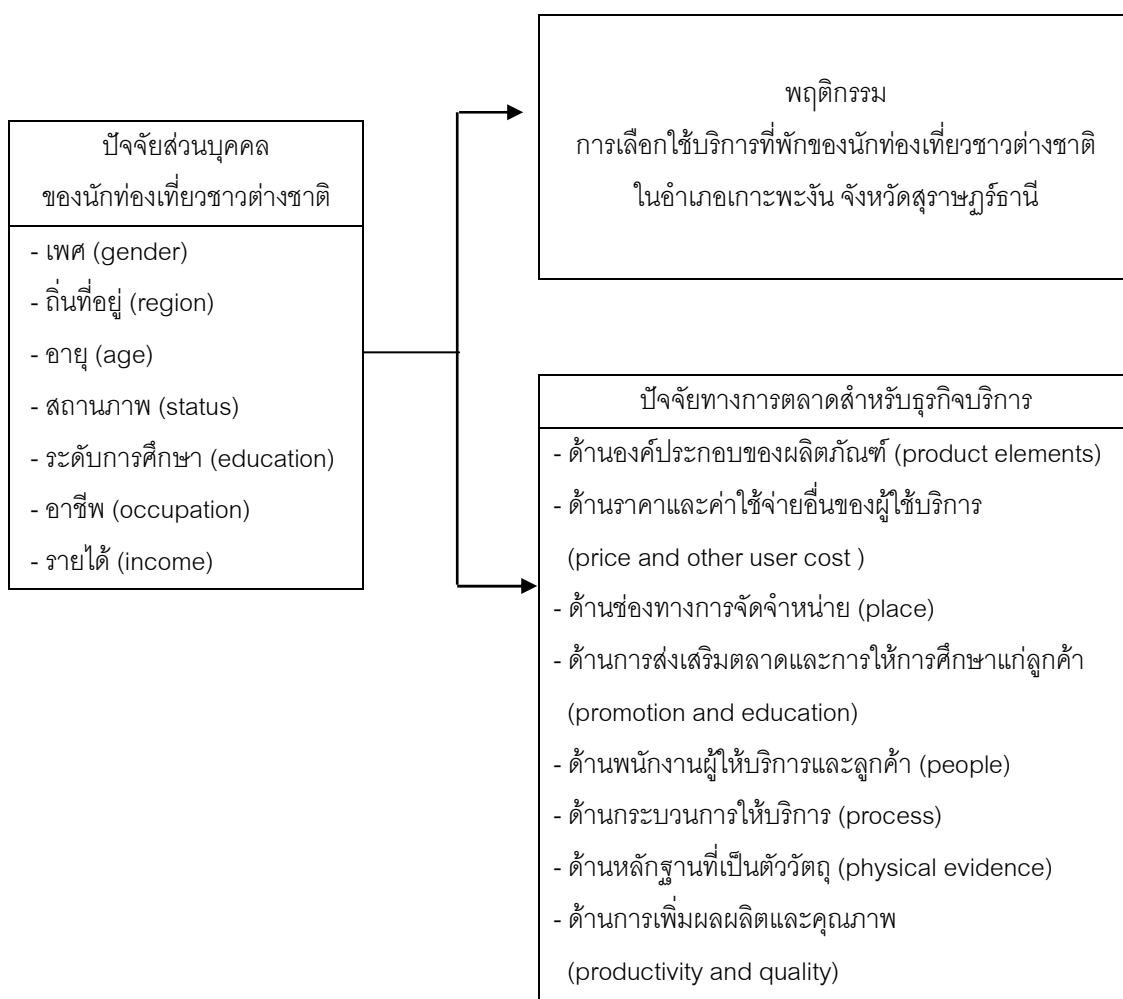 ปัจจัยส่วนบุคคล
ของนักท่องเที่ยวชาวต่างชาติ
- เพศ (gender)
- ถิ่นที่อยู่ (region)
- อายุ (age)
- สถานภาพ (status)
- ระดับการศึกษา (education)
- อาชีพ (occupation)
- รายได้ (income)
พฤติกรรม
การเลือกใช้บริการที่พักของนักท่องเที่ยวชาวต่างชาติ
ในอำเภอเกาะพะงัน จังหวัดสุราษฏร์ธานี
ปัจจัยทางการตลาดสำหรับธุรกิจบริการ
- ด้านองค์ประกอบของผลิตภัณฑ์ (product elements)
- ด้านราคาและค่าใช้จ่ายอื่นของผู้ใช้บริการ
(price and other user cost )
- ด้านช่องทางการจัดจำหน่าย (place)
- ด้านการส่งเสริมตลาดและการให้การศึกษาแก่ลูกค้า
(promotion and education)
- ด้านพนักงานผู้ให้บริการและลูกค้า (people)
- ด้านกระบวนการให้บริการ (process)
- ด้านหลักฐานที่เป็นตัววัตถุ (physical evidence)
- ด้านการเพิ่มผลผลิตและคุณภาพ
(productivity and quality)